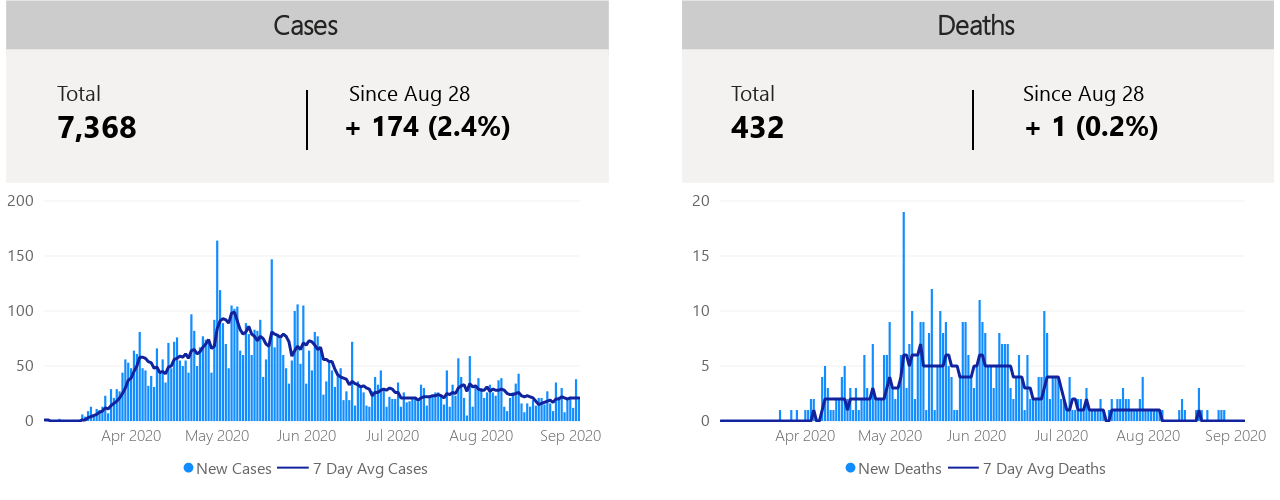 Cases
Total
Since Aug 28
7,368
+ 174 (2.4%)
200
150
100
50
0
Apr 2020 May 2020 Jun 2020 Jul 2020 Aug 2020 Sep 2020
New Cases 7 Day Avg Cases
Deaths
Total
Since Aug 28
432
+ 1 (0.2%)
20
15
10
5
0
Apr 2020 May 2020 Jun 2020 Jul 2020 Aug 2020 Sep 2020
New Deaths 7 Day Avg Deaths